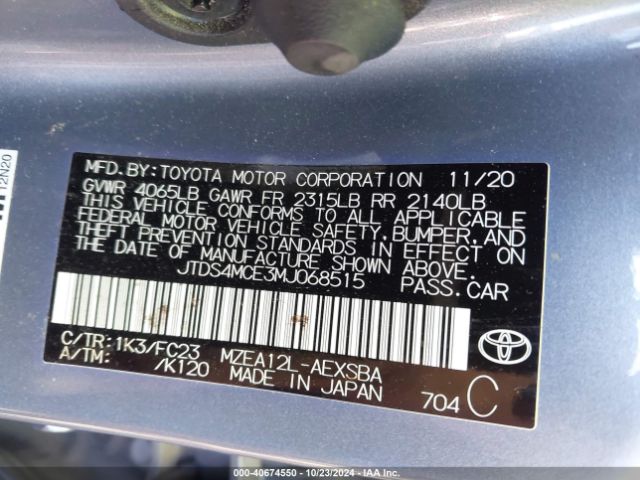 12N20
MFD.BY:TOYOTA MOTOR CORPORATION 11/20
GVWR 4065LB GAWR FR 2315LB RR 2140LB
THIS VEHICLE CONFORMS TO ALL APPLICABLE
FEDERAL MOTOR VEHICLE SAFETY,BUMPER,AND
THEFT PREVENTION STANDARDS IN EFFECT ON
THE DATE OF MANUFACTURE SHOWN ABOVE.
JTDS4MCE3MJ068515 PASS.CAR
C/TR:1K3/FC23 MZEA12L-AEXSBA
A/TM: /K120 MADE IN JAPAN
704 C
000-40674550 - 10/23/2024 - IAA Inc.